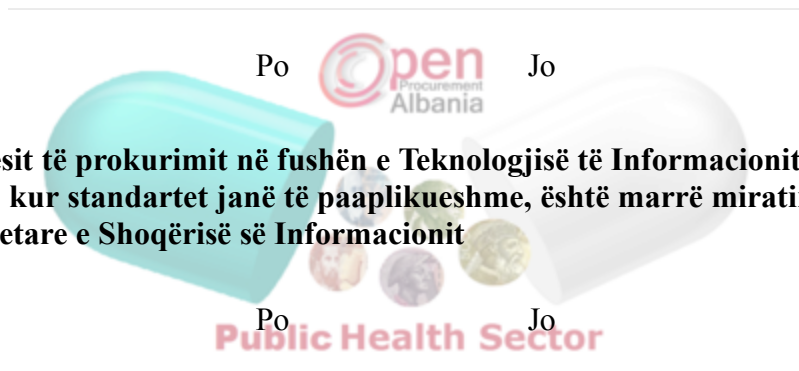 Po Jo
Open
Procurement
Albania
esit të prokurimit në fushën e Teknologjisë të Informacionit
kur standartet janë të paaplikueshme, është marrë mirati
etare e Shoqërisë së Informacionit
Po Jo
Public Health Sector